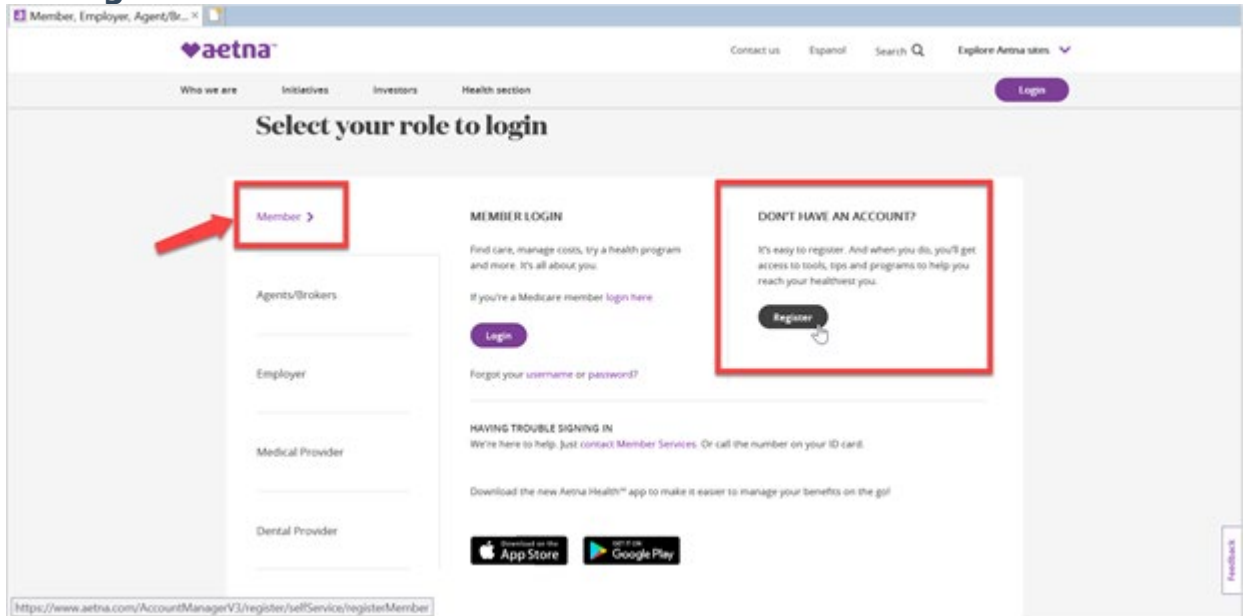 Member, Employer, Agent/Br...
aetna™
Contact us Espanol Search Explore Aetna sites
Who we are Initiatives Investors Health section Login
Select your role to login
Member
Agents/Brokers
Employer
Medical Provider
Dental Provider
MEMBER LOGIN
Find care, manage costs, try a health program
and more. It's all about you.
If you're a Medicare member login here
Login
Forgot your username or password?
DON'T HAVE AN ACCOUNT?
It's easy to register. And when you do, you'll get
access to tools, tips and programs to help you
reach your healthiest you.
Register
HAVING TROUBLE SIGNING IN
We're here to help. Just contact Member Services. Or call the number on your ID card.
Download the new Aetna Health℠ app to make it easier to manage your benefits on the go!
Download on the
App Store
GET IT ON
Google Play
Feedback
https://www.aetna.com/AccountManagerV3/register/selfService/registerMember